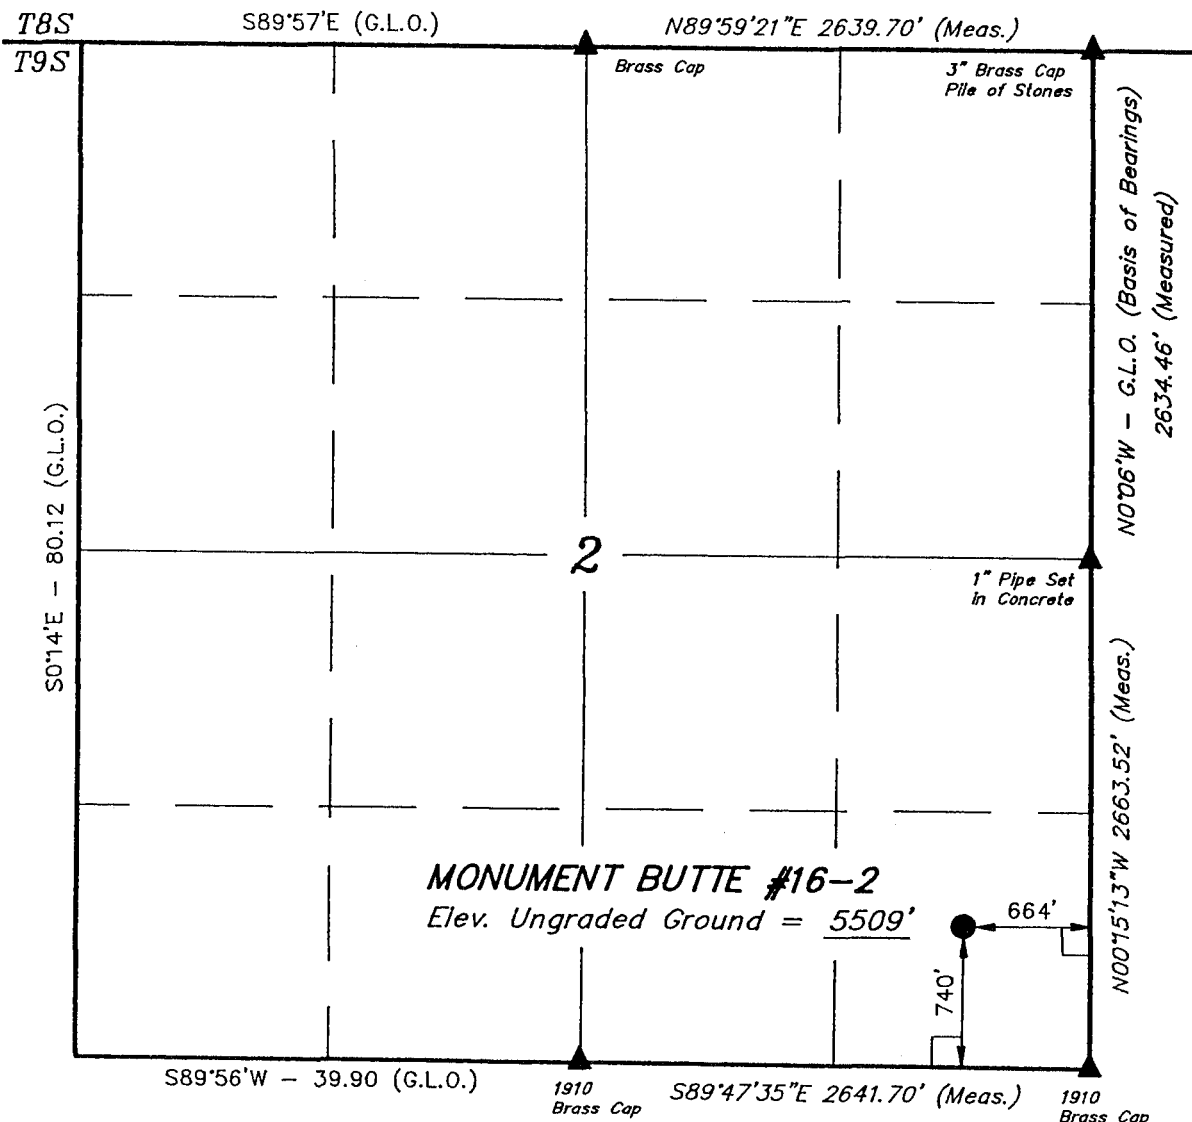 T8S
S89°57'E (G.L.O.)
N89°59'21"E 2639.70' (Meas.)
T9S
Brass Cap
3" Brass Cap
Pile of Stones
N0°06'W – G.L.O. (Basis of Bearings)
2634.46' (Measured)
S0°14'E – 80.12 (G.L.O.)
2
1" Pipe Set
in Concrete
N00°15'13"W 2663.52' (Meas.)
MONUMENT BUTTE #16–2
Elev. Ungraded Ground = 5509'
664'
740'
S89°56'W – 39.90 (G.L.O.)
1910
Brass Cap
S89°47'35"E 2641.70' (Meas.)
1910
Brass Cap